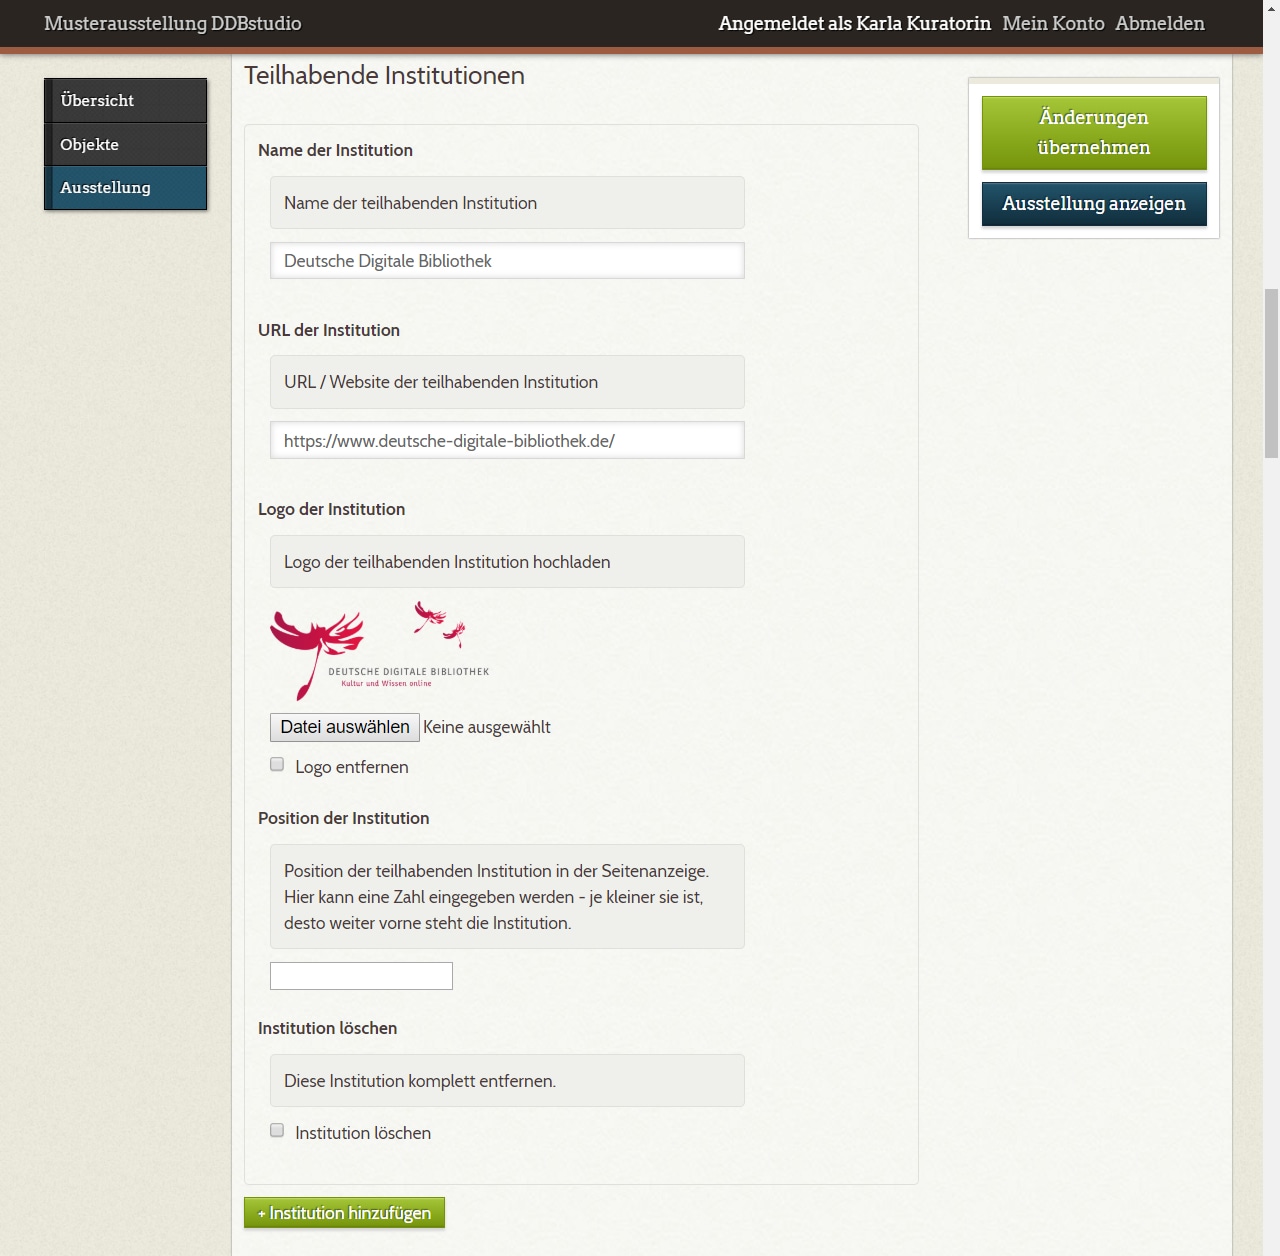 Musterausstellung DDBstudio
Angemeldet als Karla Kuratorin Mein Konto Abmelden
Übersicht
Objekte
Ausstellung
Teilhabende Institutionen
Name der Institution
Name der teilhabenden Institution
Deutsche Digitale Bibliothek
URL der Institution
URL / Website der teilhabenden Institution
https://www.deutsche-digitale-bibliothek.de/
Logo der Institution
Logo der teilhabenden Institution hochladen
DEUTSCHE DIGITALE BIBLIOTHEK
Kultur und Wissen online
Datei auswählen Keine ausgewählt
Logo entfernen
Position der Institution
Position der teilhabenden Institution in der Seitenanzeige.
Hier kann eine Zahl eingegeben werden - je kleiner sie ist,
desto weiter vorne steht die Institution.
Institution löschen
Diese Institution komplett entfernen.
Institution löschen
+ Institution hinzufügen
Änderungen
übernehmen
Ausstellung anzeigen